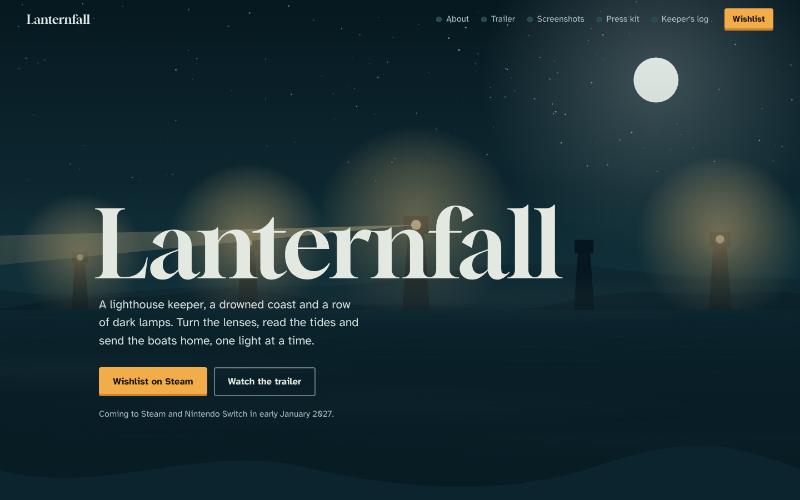 Lanternfall
About
Trailer
Screenshots
Press kit
Keeper's log
Wishlist
Lanternfall
A lighthouse keeper, a drowned coast and a row
of dark lamps. Turn the lenses, read the tides and
send the boats home, one light at a time.
Wishlist on Steam
Watch the trailer
Coming to Steam and Nintendo Switch in early January 2027.